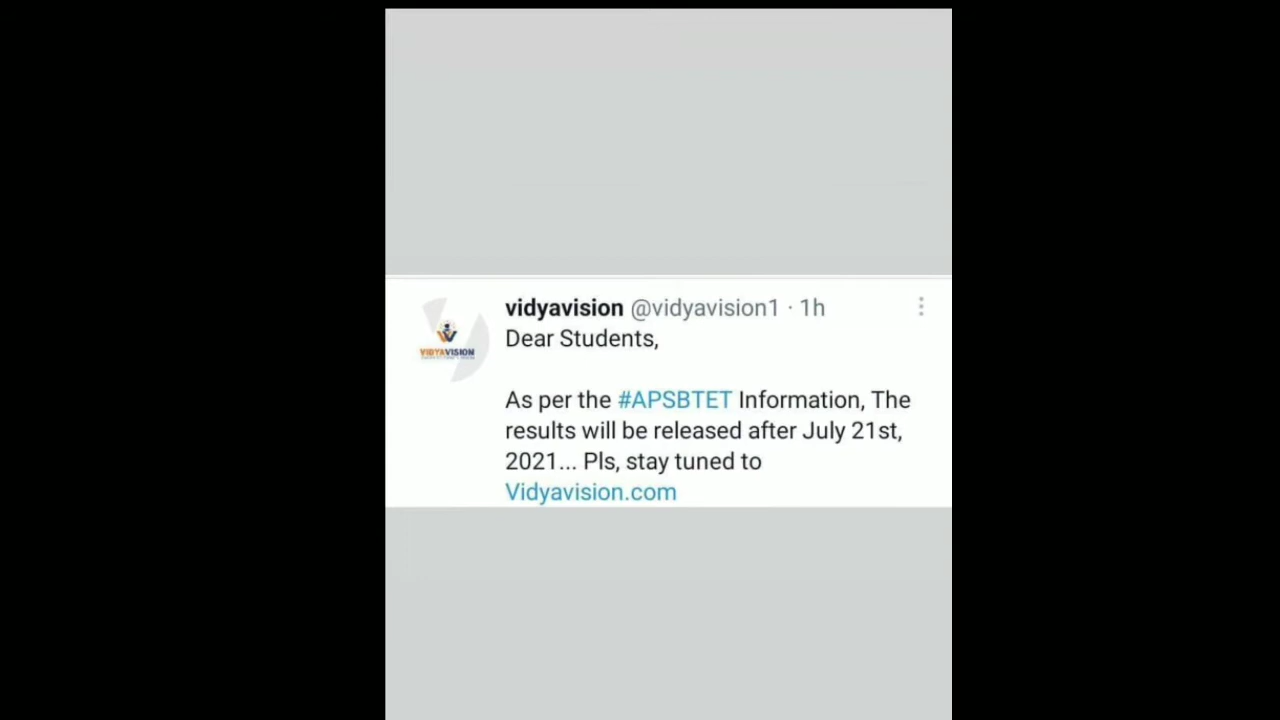 vidyavision @vidyavision1 · 1h
Dear Students,
As per the #APSBTET Information, The
results will be released after July 21st,
2021... Pls, stay tuned to
Vidyavision.com
VIDYAVISION